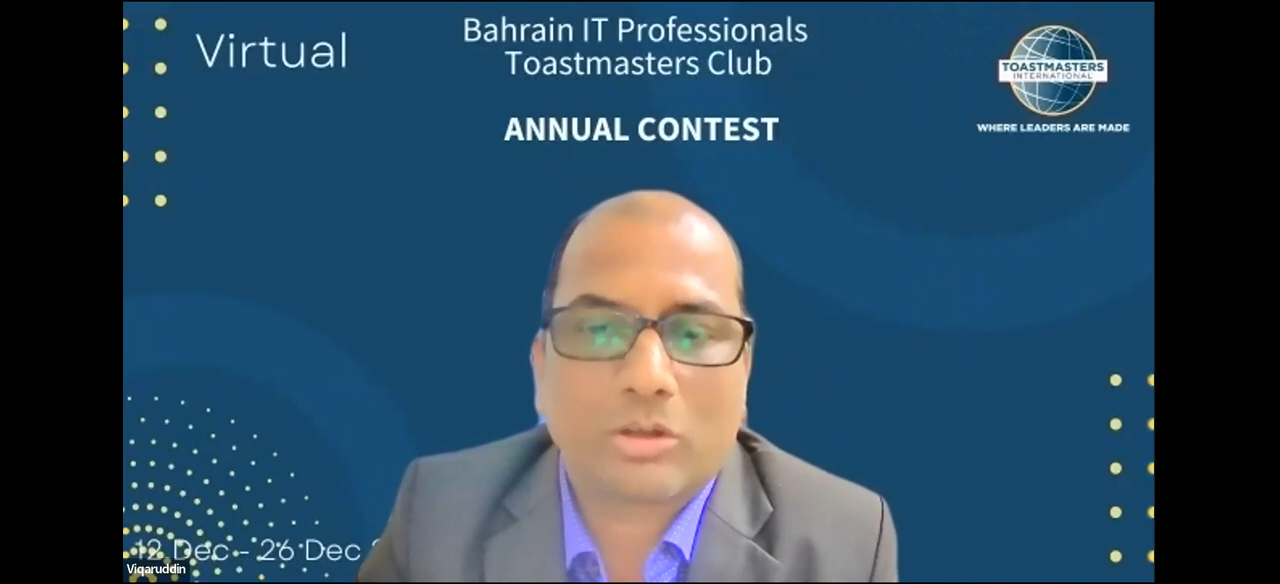 Virtual
Bahrain IT Professionals
Toastmasters Club
ANNUAL CONTEST
TOASTMASTERS
INTERNATIONAL
WHERE LEADERS ARE MADE
12 Dec - 26 Dec
Viqaruddin